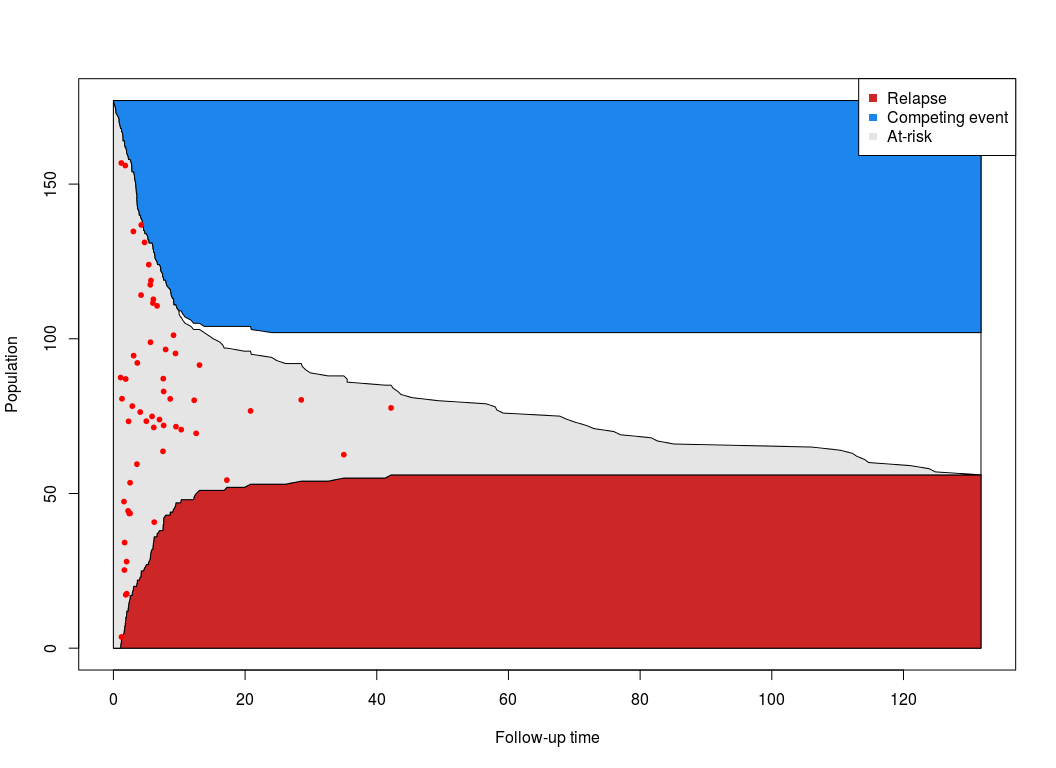 Relapse
Competing event
At-risk
Population
150
100
50
0
0 20 40 60 80 100 120
Follow-up time